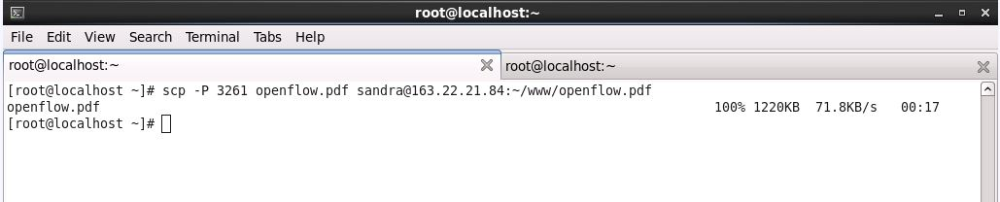 root@localhost:~
File Edit View Search Terminal Tabs Help
root@localhost:~ root@localhost:~
[root@localhost ~]# scp -P 3261 openflow.pdf sandra@163.22.21.84:~/www/openflow.pdf
openflow.pdf 100% 1220KB 71.8KB/s 00:17
[root@localhost ~]#